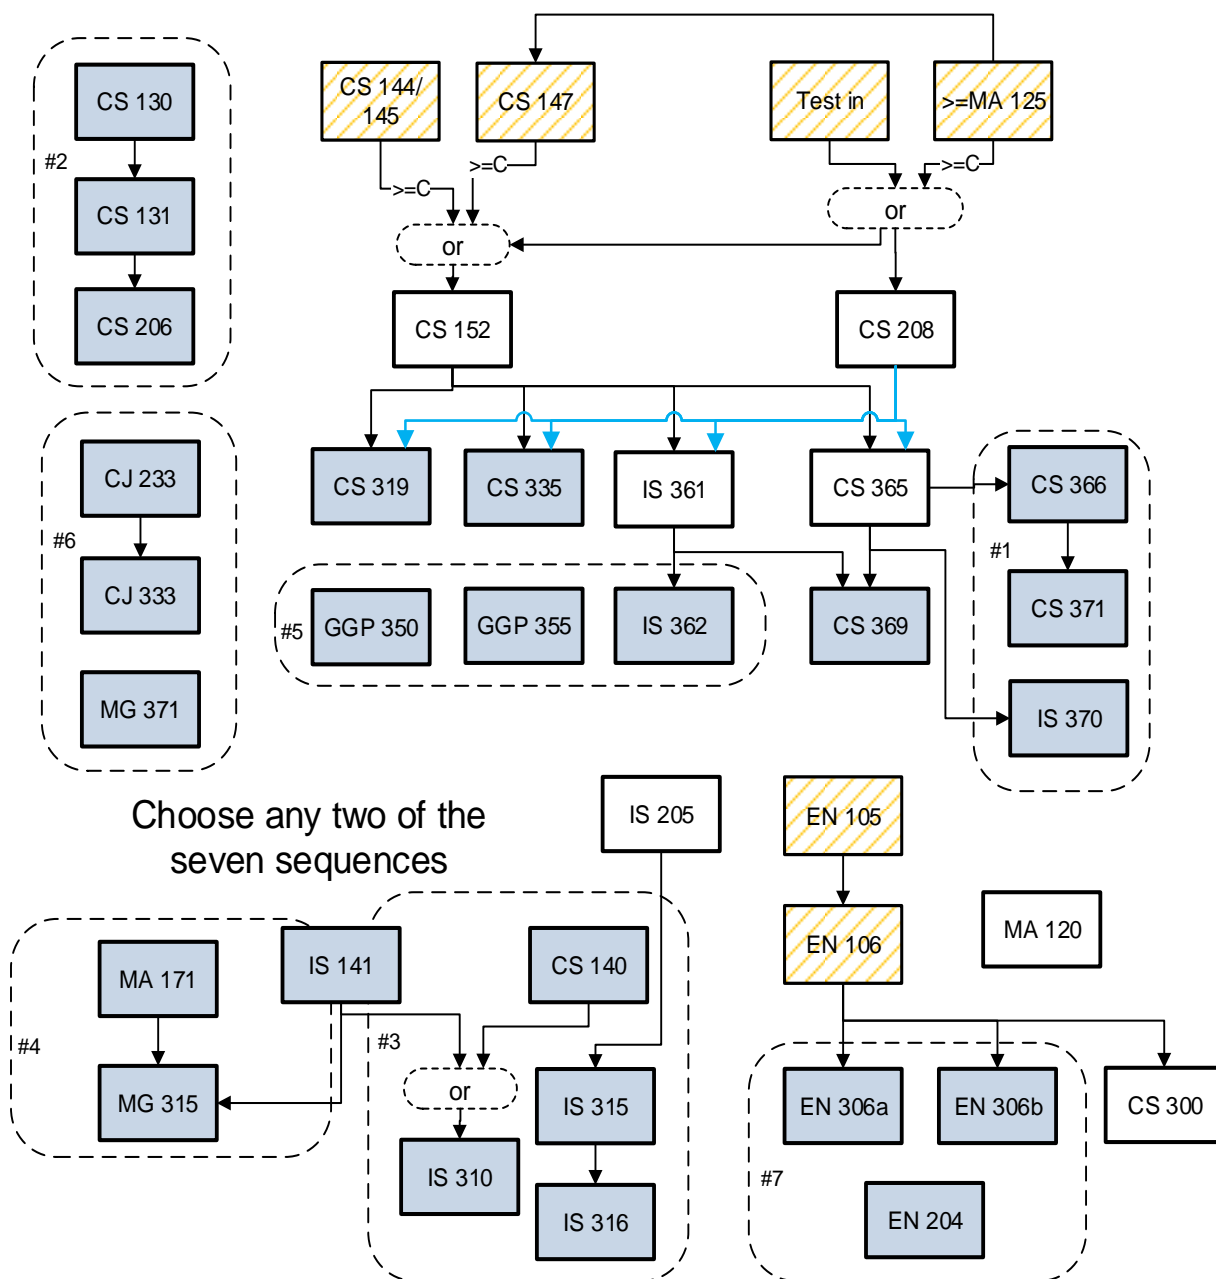 CS 130
CS 144/
145
CS 147
Test in
>=MA 125
#2
>=C
>=C
>=C
CS 131
or
or
CS 206
CS 152
CS 208
CJ 233
CS 319
CS 335
IS 361
CS 365
CS 366
#6
#1
CJ 333
#5
GGP 350
GGP 355
IS 362
CS 369
CS 371
MG 371
IS 370
Choose any two of the
seven sequences
IS 205
EN 105
MA 171
IS 141
CS 140
EN 106
MA 120
#4
#3
MG 315
or
IS 315
EN 306a
EN 306b
CS 300
IS 310
#7
IS 316
EN 204